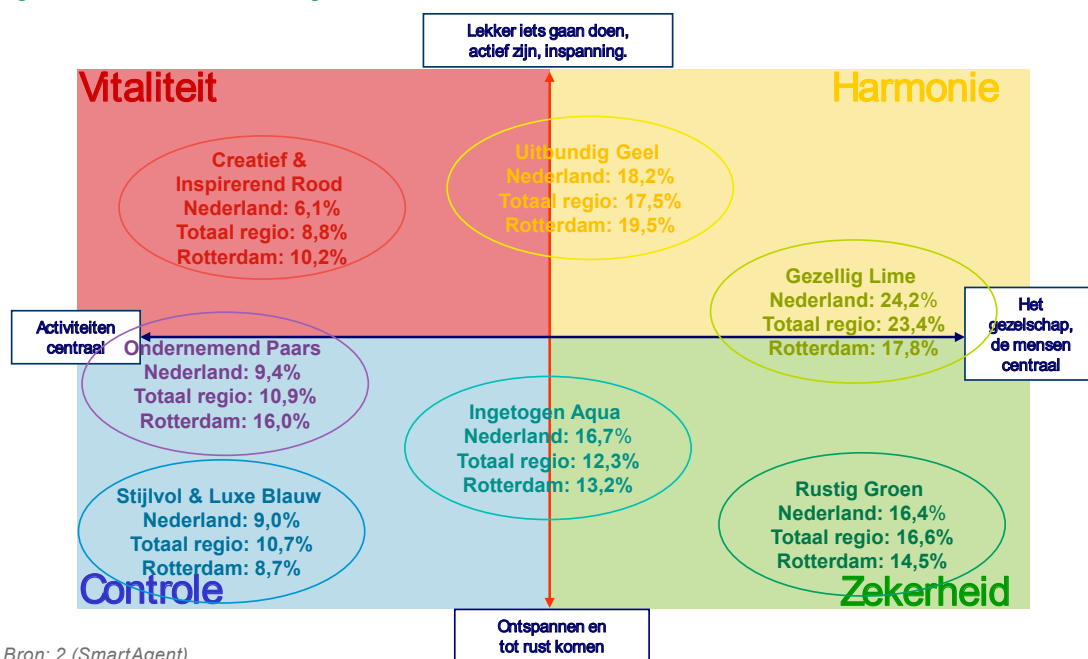 Lekker iets gaan doen,
actief zijn, inspanning.
Vitaliteit
Harmonie
Creatief &
Inspirerend Rood
Nederland: 6,1%
Totaal regio: 8,8%
Rotterdam: 10,2%
Uitbundig Geel
Nederland: 18,2%
Totaal regio: 17,5%
Rotterdam: 19,5%
Gezellig Lime
Nederland: 24,2%
Totaal regio: 23,4%
Rotterdam: 17,8%
Activiteiten
centraal
Het
gezelschap,
de mensen
centraal
Ondernemend Paars
Nederland: 9,4%
Totaal regio: 10,9%
Rotterdam: 16,0%
Ingetogen Aqua
Nederland: 16,7%
Totaal regio: 12,3%
Rotterdam: 13,2%
Stijlvol & Luxe Blauw
Nederland: 9,0%
Totaal regio: 10,7%
Rotterdam: 8,7%
Rustig Groen
Nederland: 16,4%
Totaal regio: 16,6%
Rotterdam: 14,5%
Controle
Zekerheid
Ontspannen en
tot rust komen
Bron: 2 (SmartAgent)